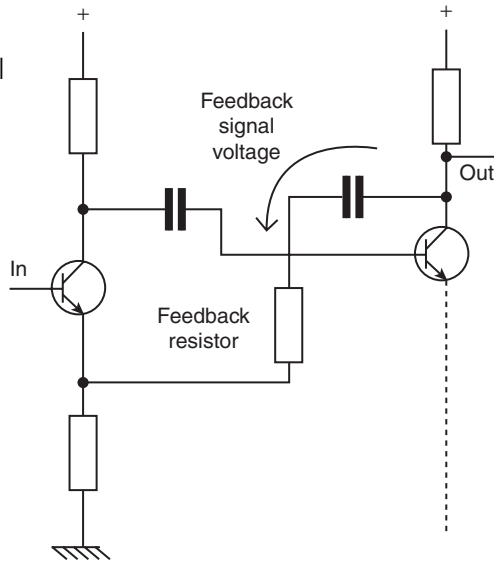 +
+
l
Feedback
signal
voltage
Out
In
Feedback
resistor